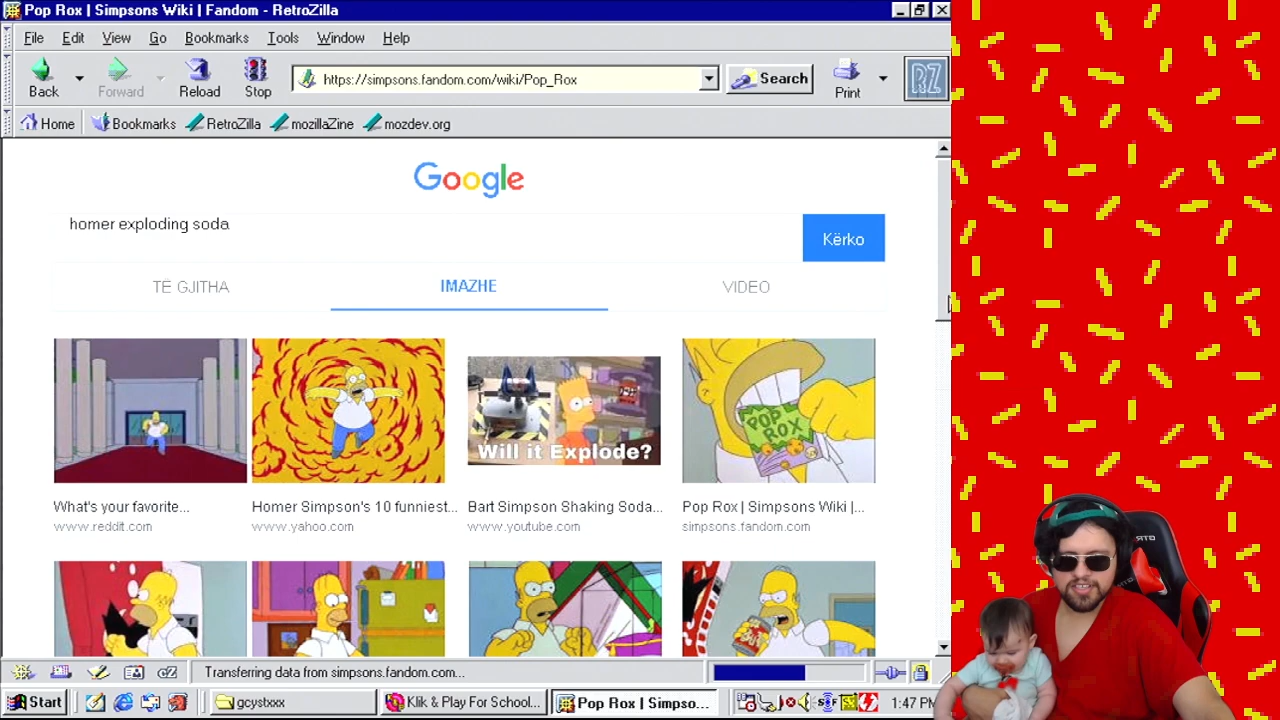 Pop Rox | Simpsons Wiki | Fandom - RetroZilla
File Edit View Go Bookmarks Tools Window Help
https://simpsons.fandom.com/wiki/Pop_Rox Search
Back Forward Reload Stop Print
RZ
Home Bookmarks RetroZilla mozillaZine mozdev.org
Google
homer exploding soda
Kërko
TË GJITHA IMAZHE VIDEO
POP ROX
Will it Explode?
What's your favorite... Homer Simpson's 10 funniest... Bart Simpson Shaking Soda... Pop Rox | Simpsons Wiki |...
www.reddit.com www.yahoo.com www.youtube.com simpsons.fandom.com
Transferring data from simpsons.fandom.com...
Start gcystxxx Klik & Play For School... Pop Rox | Simpso... 1:47 PM